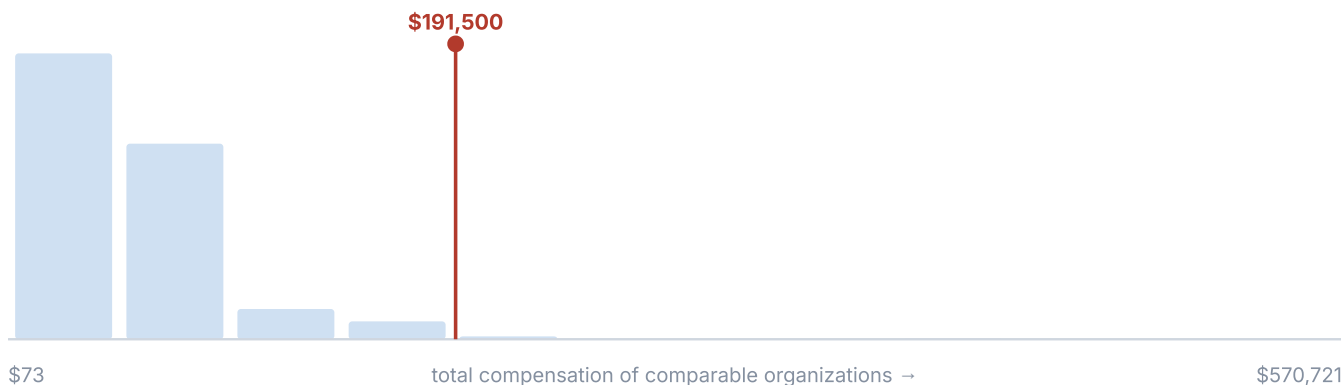 $191,500
$73
total compensation of comparable organizations →
$570,721